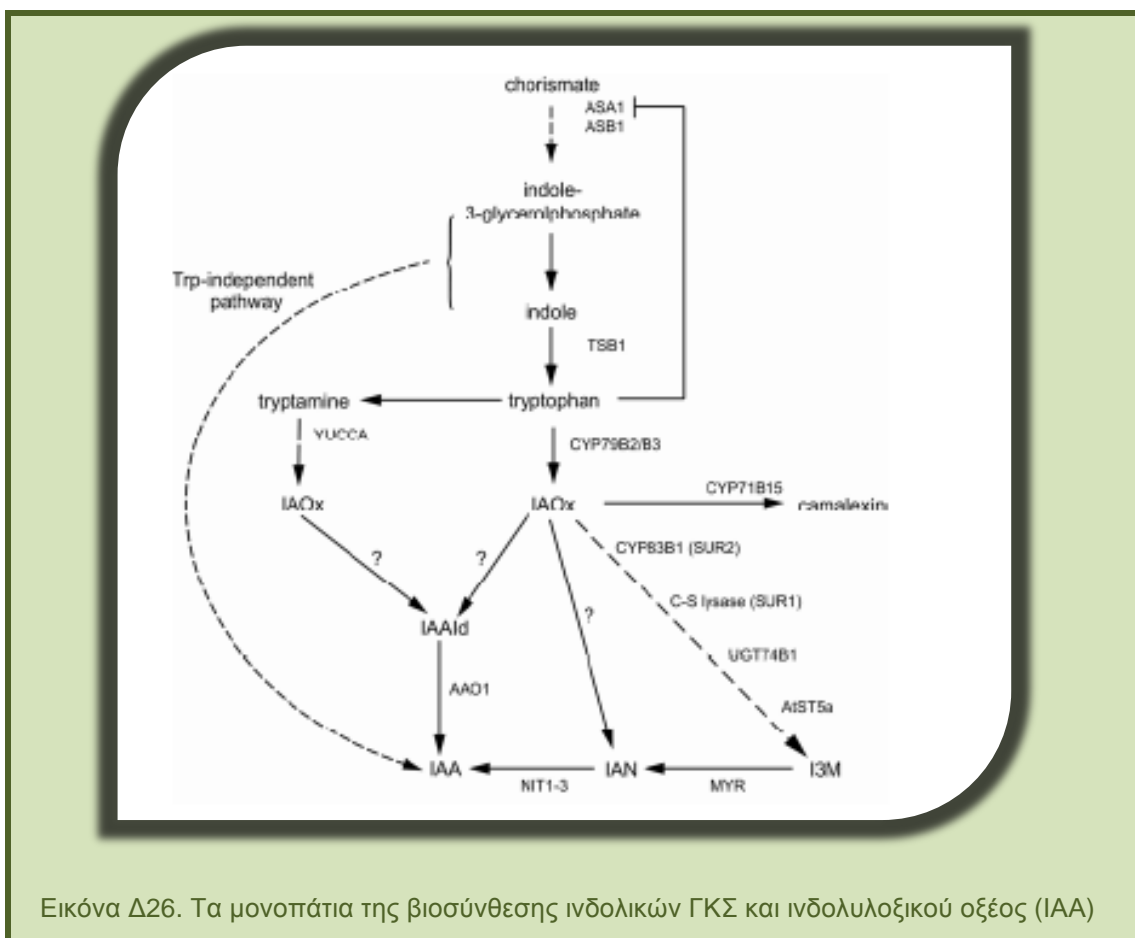 chorismate
ASA1
ASB1
indole-
3-glycerolphosphate
Trp-independent
pathway
indole
TSB1
tryptamine
tryptophan
YUCCA
CYP79B2/B3
IAOx
IAOx
CYP71B15
camalexin
?
?
CYP83B1 (SUR2)
?
C-S lysase (SUR1)
IAAld
UGT74B1
AAO1
AtST5a
IAA
NIT1-3
IAN
MYR
I3M
Εικόνα Δ26. Τα μονοπάτια της βιοσύνθεσης ινδολικών ΓΚΣ και ινδολυλοξικού οξέος (ΙΑΑ)